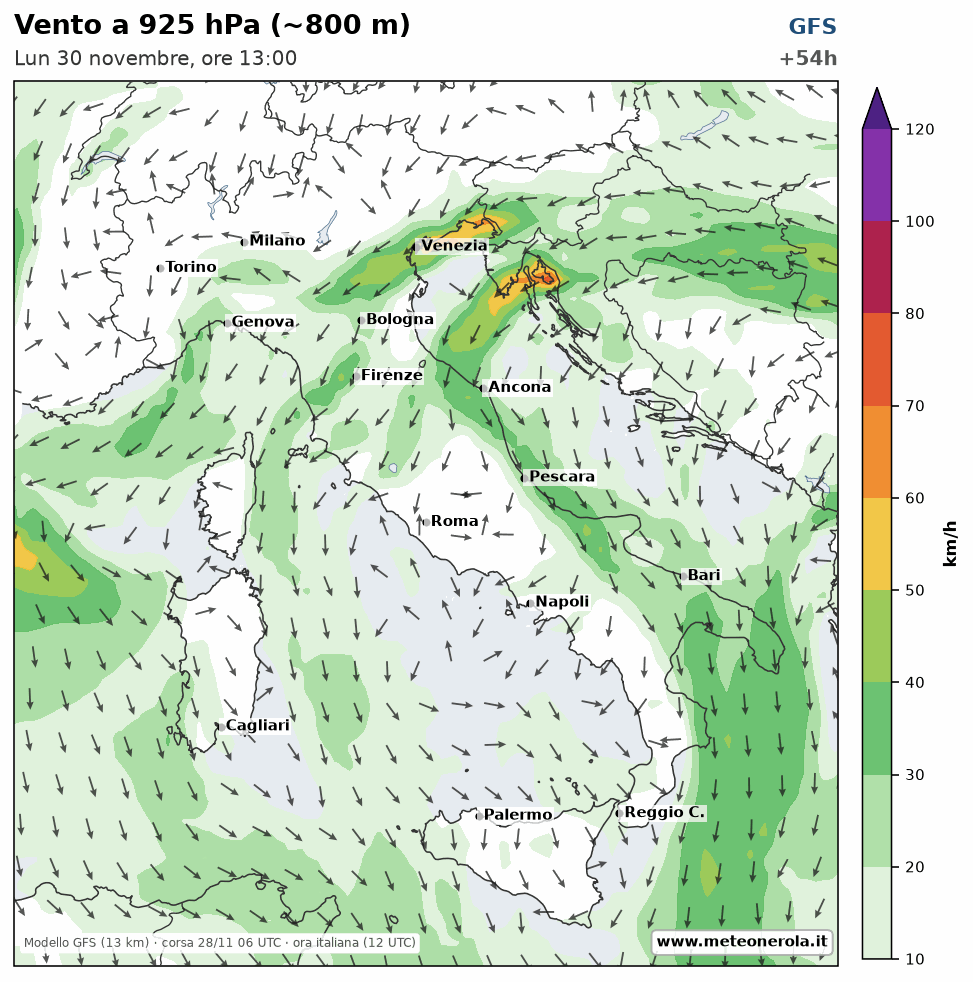 Vento a 925 hPa (~800 m)
GFS
Lun 30 novembre, ore 13:00
+54h
120
100
80
70
60
50
40
30
20
10
km/h
Milano
Venezia
Torino
Genova
Bologna
Firenze
Ancona
Pescara
Roma
Bari
Napoli
Cagliari
Palermo
Reggio C.
Modello GFS (13 km) · corsa 28/11 06 UTC · ora italiana (12 UTC)
www.meteonerola.it